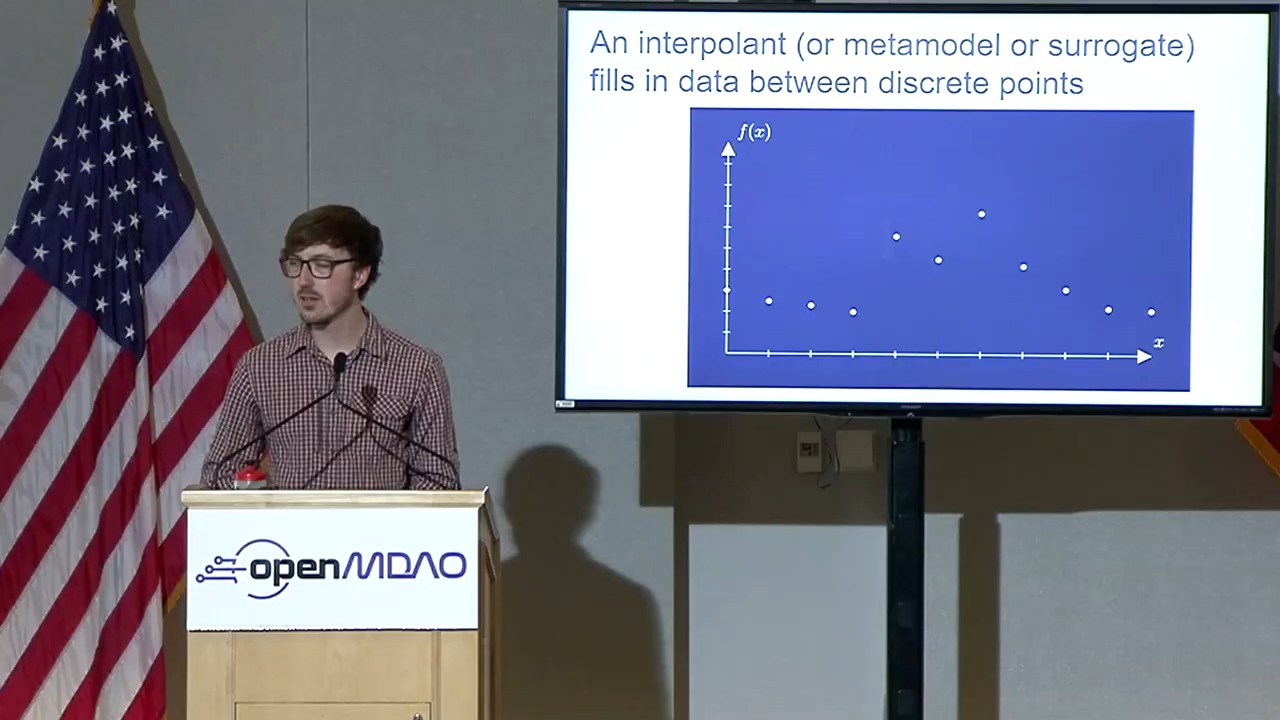 An interpolant (or metamodel or surrogate)
fills in data between discrete points
f(x)
x
openMDAO